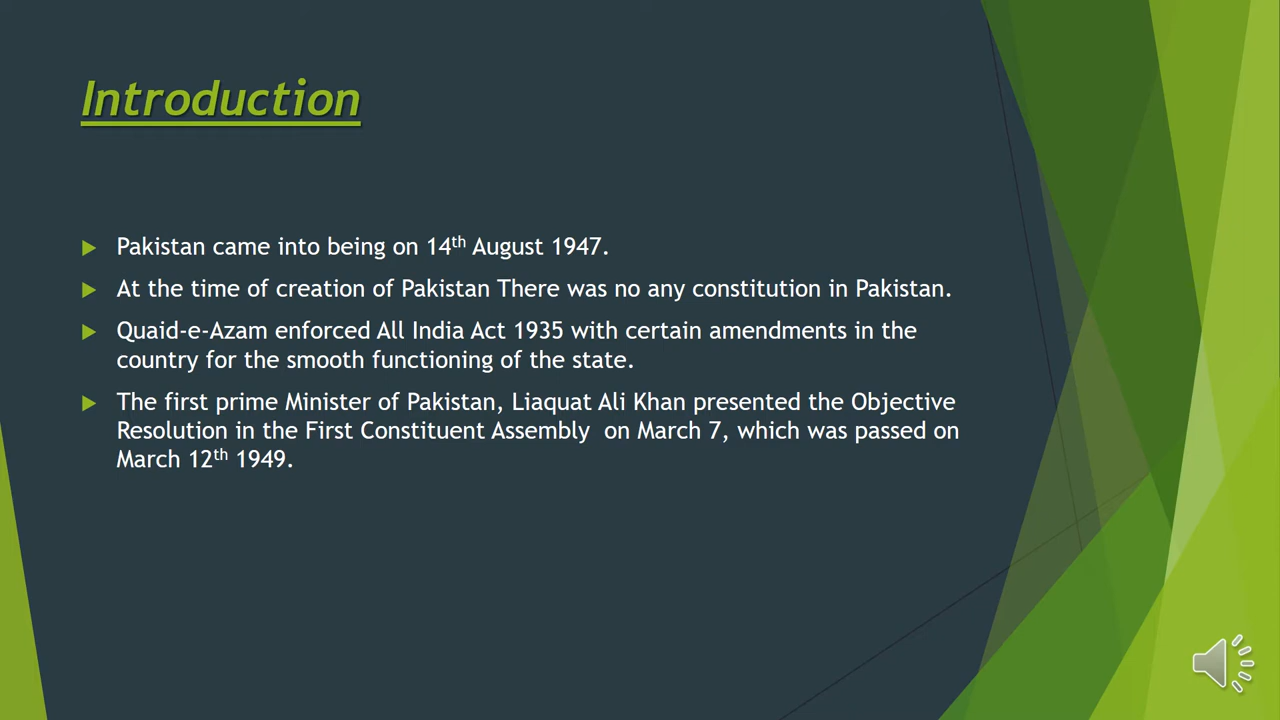 Introduction
Pakistan came into being on 14th August 1947.
At the time of creation of Pakistan There was no any constitution in Pakistan.
Quaid-e-Azam enforced All India Act 1935 with certain amendments in the
country for the smooth functioning of the state.
The first prime Minister of Pakistan, Liaquat Ali Khan presented the Objective
Resolution in the First Constituent Assembly  on March 7, which was passed on
March 12th 1949.